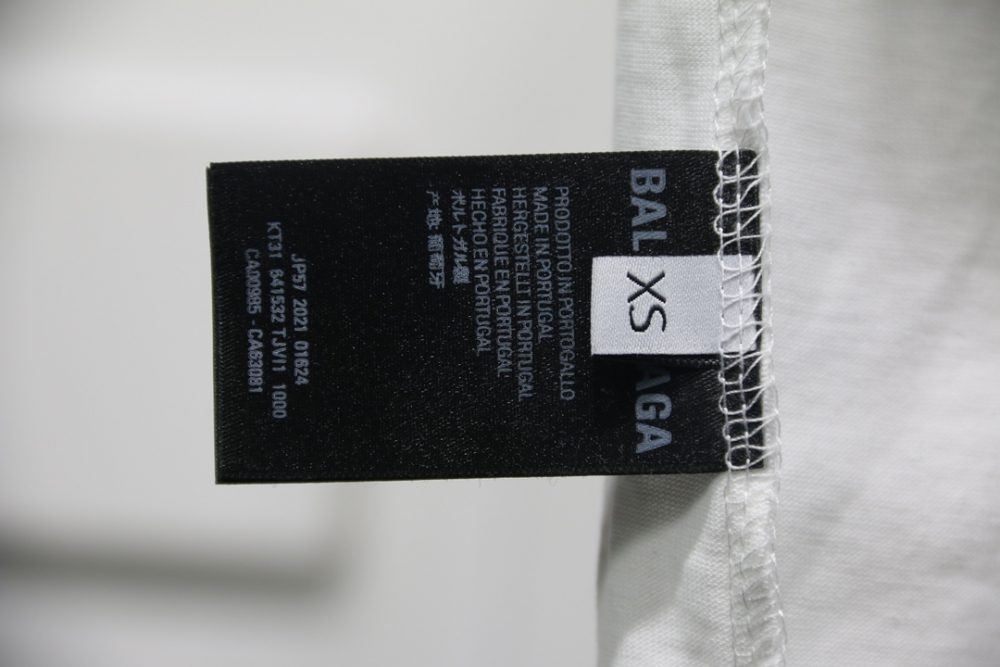 BAL AGA
XS
PRODOTTO IN PORTOGALLO
MADE IN PORTUGAL
HERGESTELLT IN PORTUGAL
FABRIQUE EN PORTUGAL
HECHO EN PORTUGAL
ポルトガル製
产地: 葡萄牙
JP57 2021 01624
KT31 641532 TJVI1 1000
CA00985 - CA63081